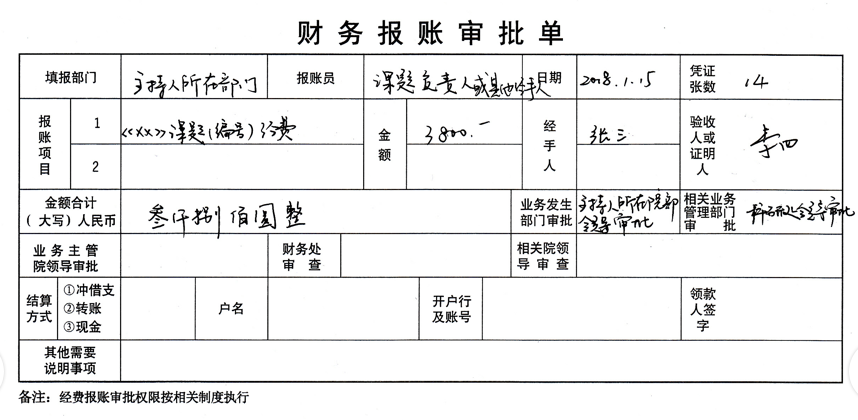 财务报账审批单
填报部门 主持人所在部门 报账员 课题负责人或其他经手人 日期 2018.1.15 凭证张数 14
报账项目 1 《XX》课题(编号)经费 金额 3800.- 经手人 张三 验收人或证明人 李四
2
金额合计(大写)人民币 叁仟捌佰圆整 业务发生部门审批 主持人所在院部领导审批 相关业务管理部门审批 科研处领导审批
业务主管院领导审批 财务处审查 相关院领导审查
结算方式 ①冲借支 ②转账 ③现金 户名 开户行及账号 领款人签字
其他需要说明事项
备注：经费报账审批权限按相关制度执行